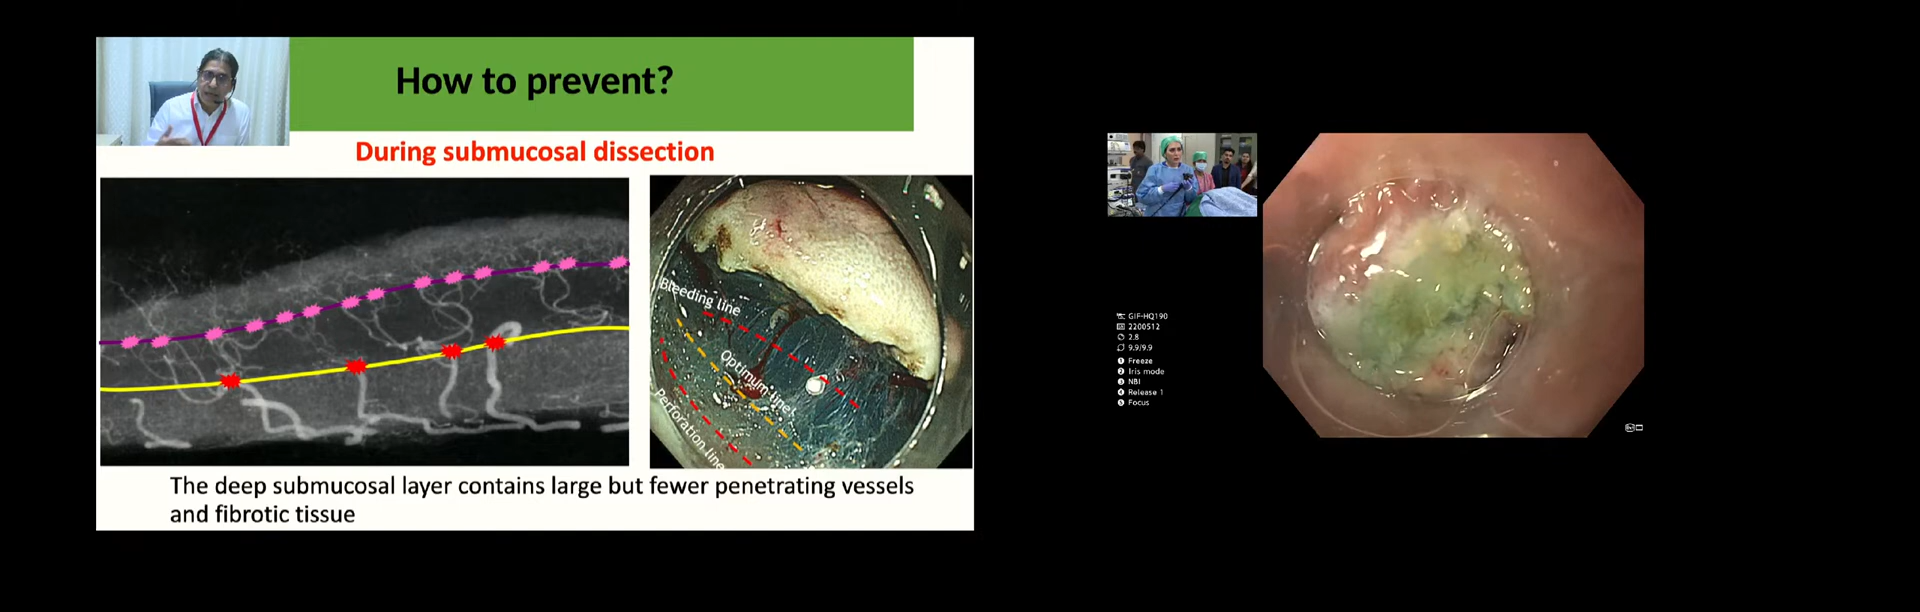 How to prevent?
During submucosal dissection
Bleeding line
Optimum line
Perforation line
The deep submucosal layer contains large but fewer penetrating vessels
and fibrotic tissue
GIF-HQ190
2200512
2.8
9.9/9.9
1 Freeze
2 Iris mode
3 NBI
4 Release 1
5 Focus